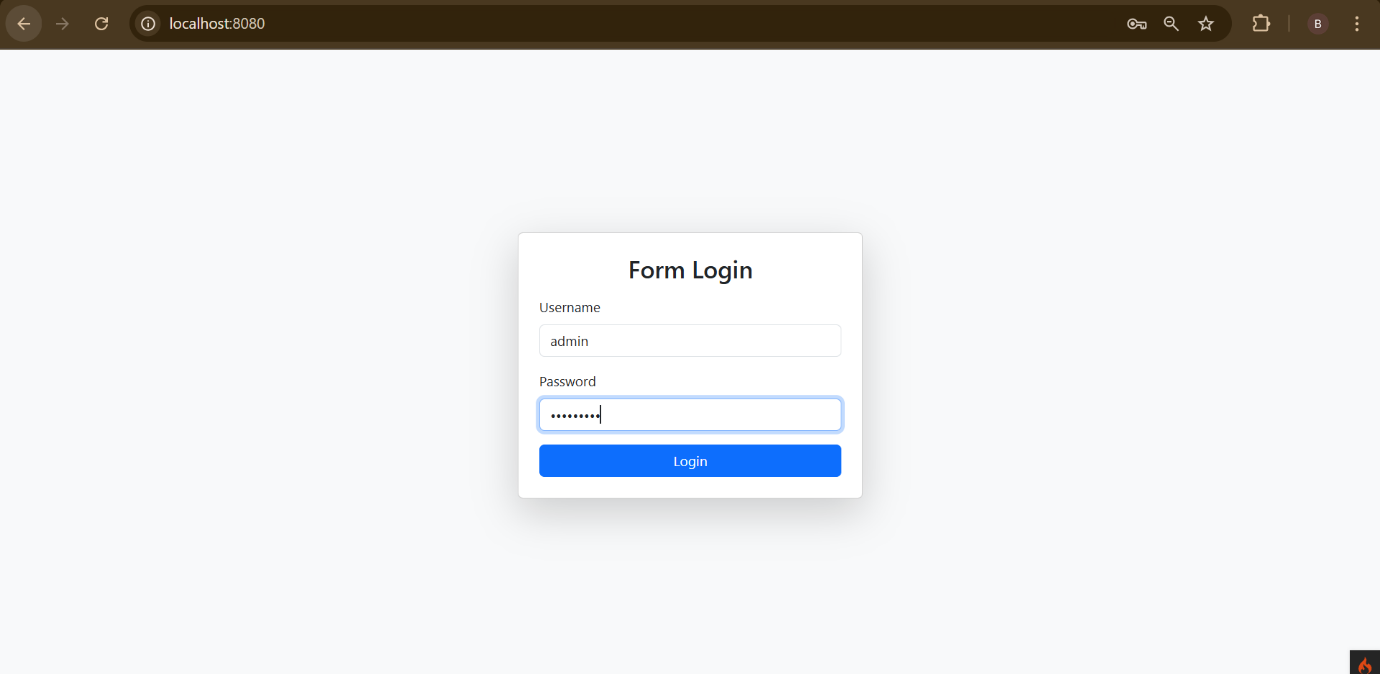 localhost:8080
B
Form Login
Username
admin
Password
•••••••••
Login